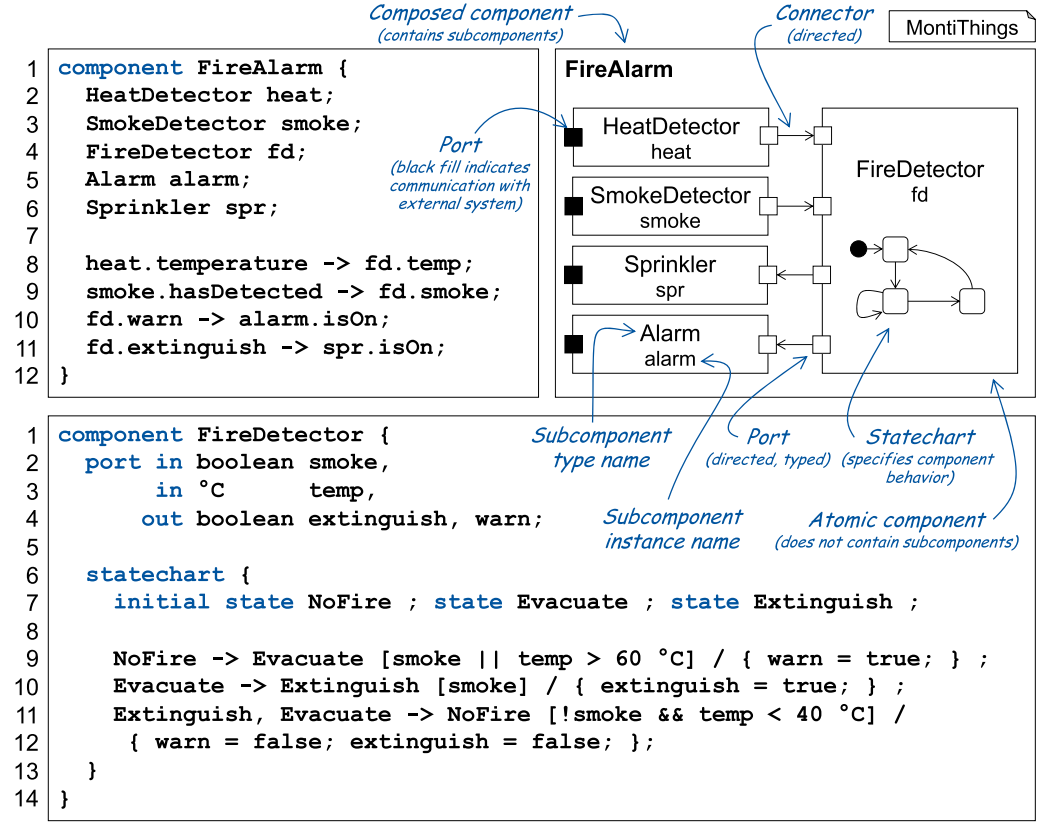 Composed component
(contains subcomponents)
Connector
(directed)
MontiThings
1 component FireAlarm {
2 HeatDetector heat;
3 SmokeDetector smoke;
4 FireDetector fd;
5 Alarm alarm;
6 Sprinkler spr;
7
8 heat.temperature -> fd.temp;
9 smoke.hasDetected -> fd.smoke;
10 fd.warn -> alarm.isOn;
11 fd.extinguish -> spr.isOn;
12 }
Port
(black fill indicates
communication with
external system)
FireAlarm
HeatDetector
heat
SmokeDetector
smoke
Sprinkler
spr
Alarm
alarm
FireDetector
fd
Subcomponent
type name
Port
(directed, typed)
Statechart
(specifies component
behavior)
Subcomponent
instance name
Atomic component
(does not contain subcomponents)
1 component FireDetector {
2 port in boolean smoke,
3 in °C temp,
4 out boolean extinguish, warn;
5
6 statechart {
7 initial state NoFire ; state Evacuate ; state Extinguish ;
8
9 NoFire -> Evacuate [smoke || temp > 60 °C] / { warn = true; } ;
10 Evacuate -> Extinguish [smoke] / { extinguish = true; } ;
11 Extinguish, Evacuate -> NoFire [!smoke && temp < 40 °C] /
12 { warn = false; extinguish = false; };
13 }
14 }